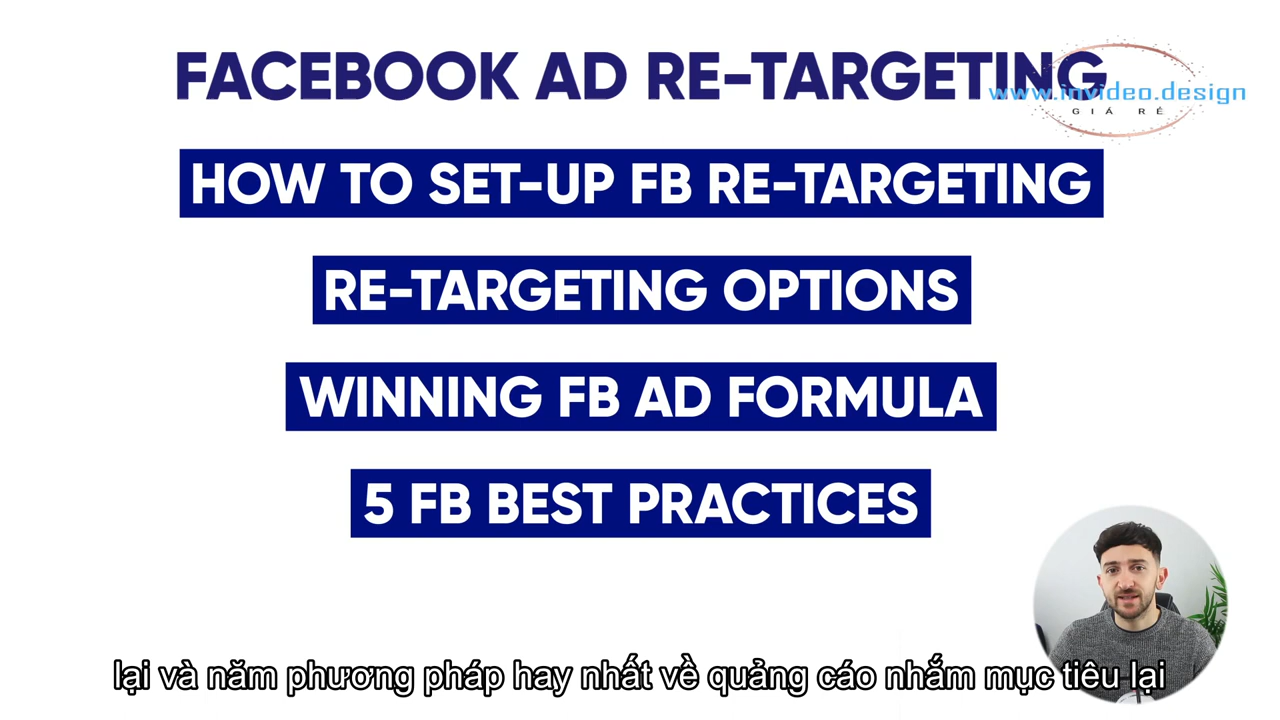 FACEBOOK AD RE-TARGETING
www.invideo.design
GIÁ RẺ
HOW TO SET-UP FB RE-TARGETING
RE-TARGETING OPTIONS
WINNING FB AD FORMULA
5 FB BEST PRACTICES
lại và năm phương pháp hay nhất về quảng cáo nhắm mục tiêu lại